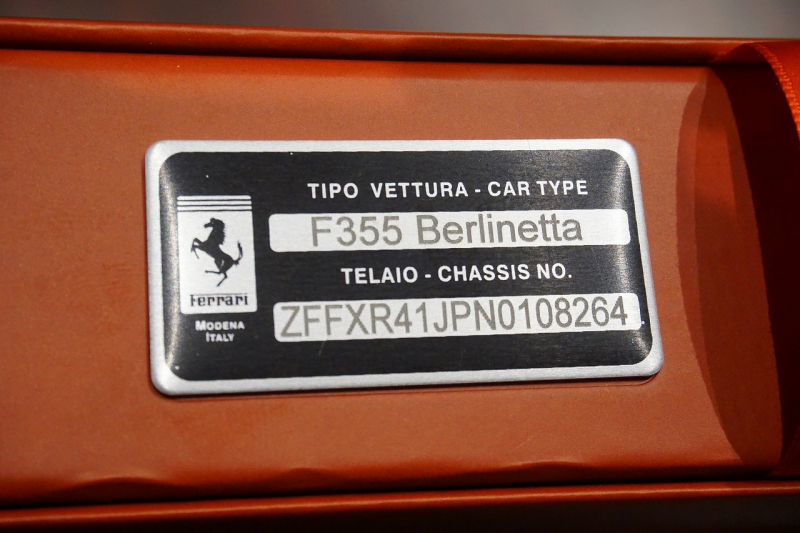 TIPO VETTURA - CAR TYPE
F355 Berlinetta
TELAIO - CHASSIS NO.
ZFFXR41JPN0108264
Ferrari
MODENA
ITALY